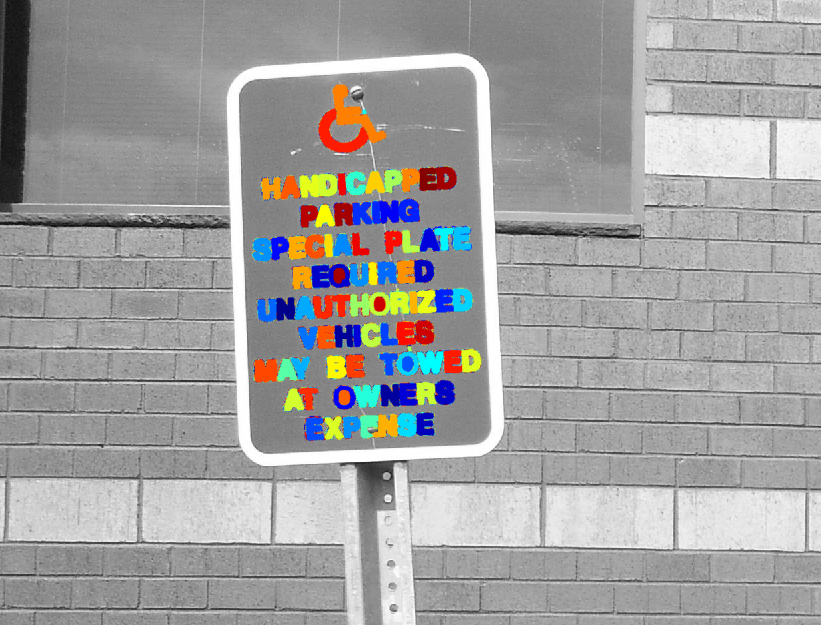 HANDICAPPED
PARKING
SPECIAL PLATE
REQUIRED
UNAUTHORIZED
VEHICLES
MAY BE TOWED
AT OWNERS
EXPENSE